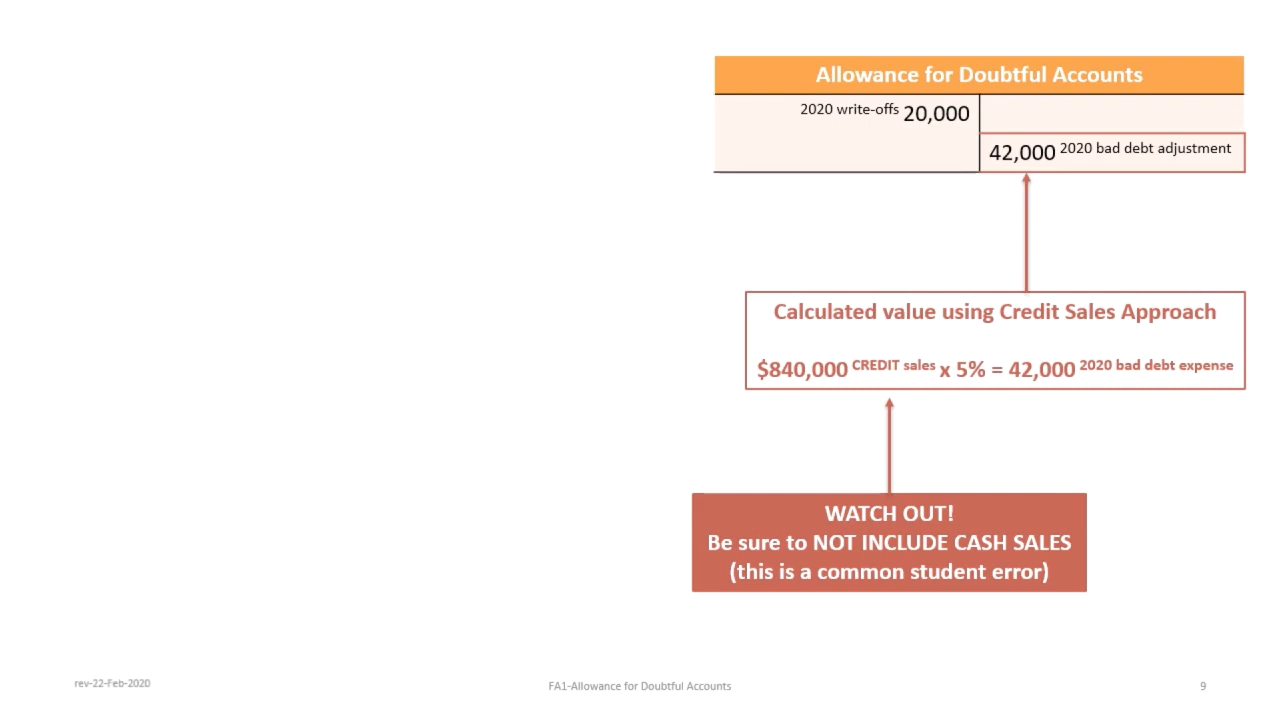 Allowance for Doubtful Accounts
2020 write-offs 20,000
42,000 2020 bad debt adjustment
Calculated value using Credit Sales Approach
$840,000 CREDIT sales x 5% = 42,000 2020 bad debt expense
WATCH OUT!
Be sure to NOT INCLUDE CASH SALES
(this is a common student error)
rev-22-Feb-2020
FA1-Allowance for Doubtful Accounts
9